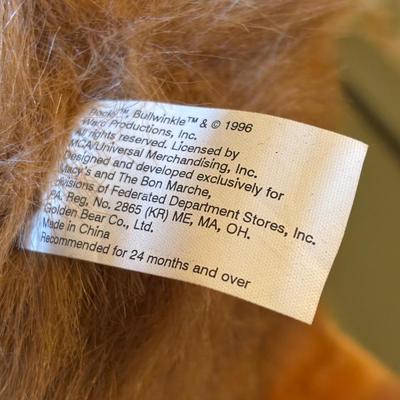 Rocky™, Bullwinkle™ & © 1996
Ward Productions, Inc.
All rights reserved. Licensed by
MCA/Universal Merchandising, Inc.
Designed and developed exclusively for
Macy's and The Bon Marche,
divisions of Federated Department Stores, Inc.
PA. Reg. No. 2865 (KR) ME, MA, OH.
Golden Bear Co., Ltd.
Made in China
Recommended for 24 months and over